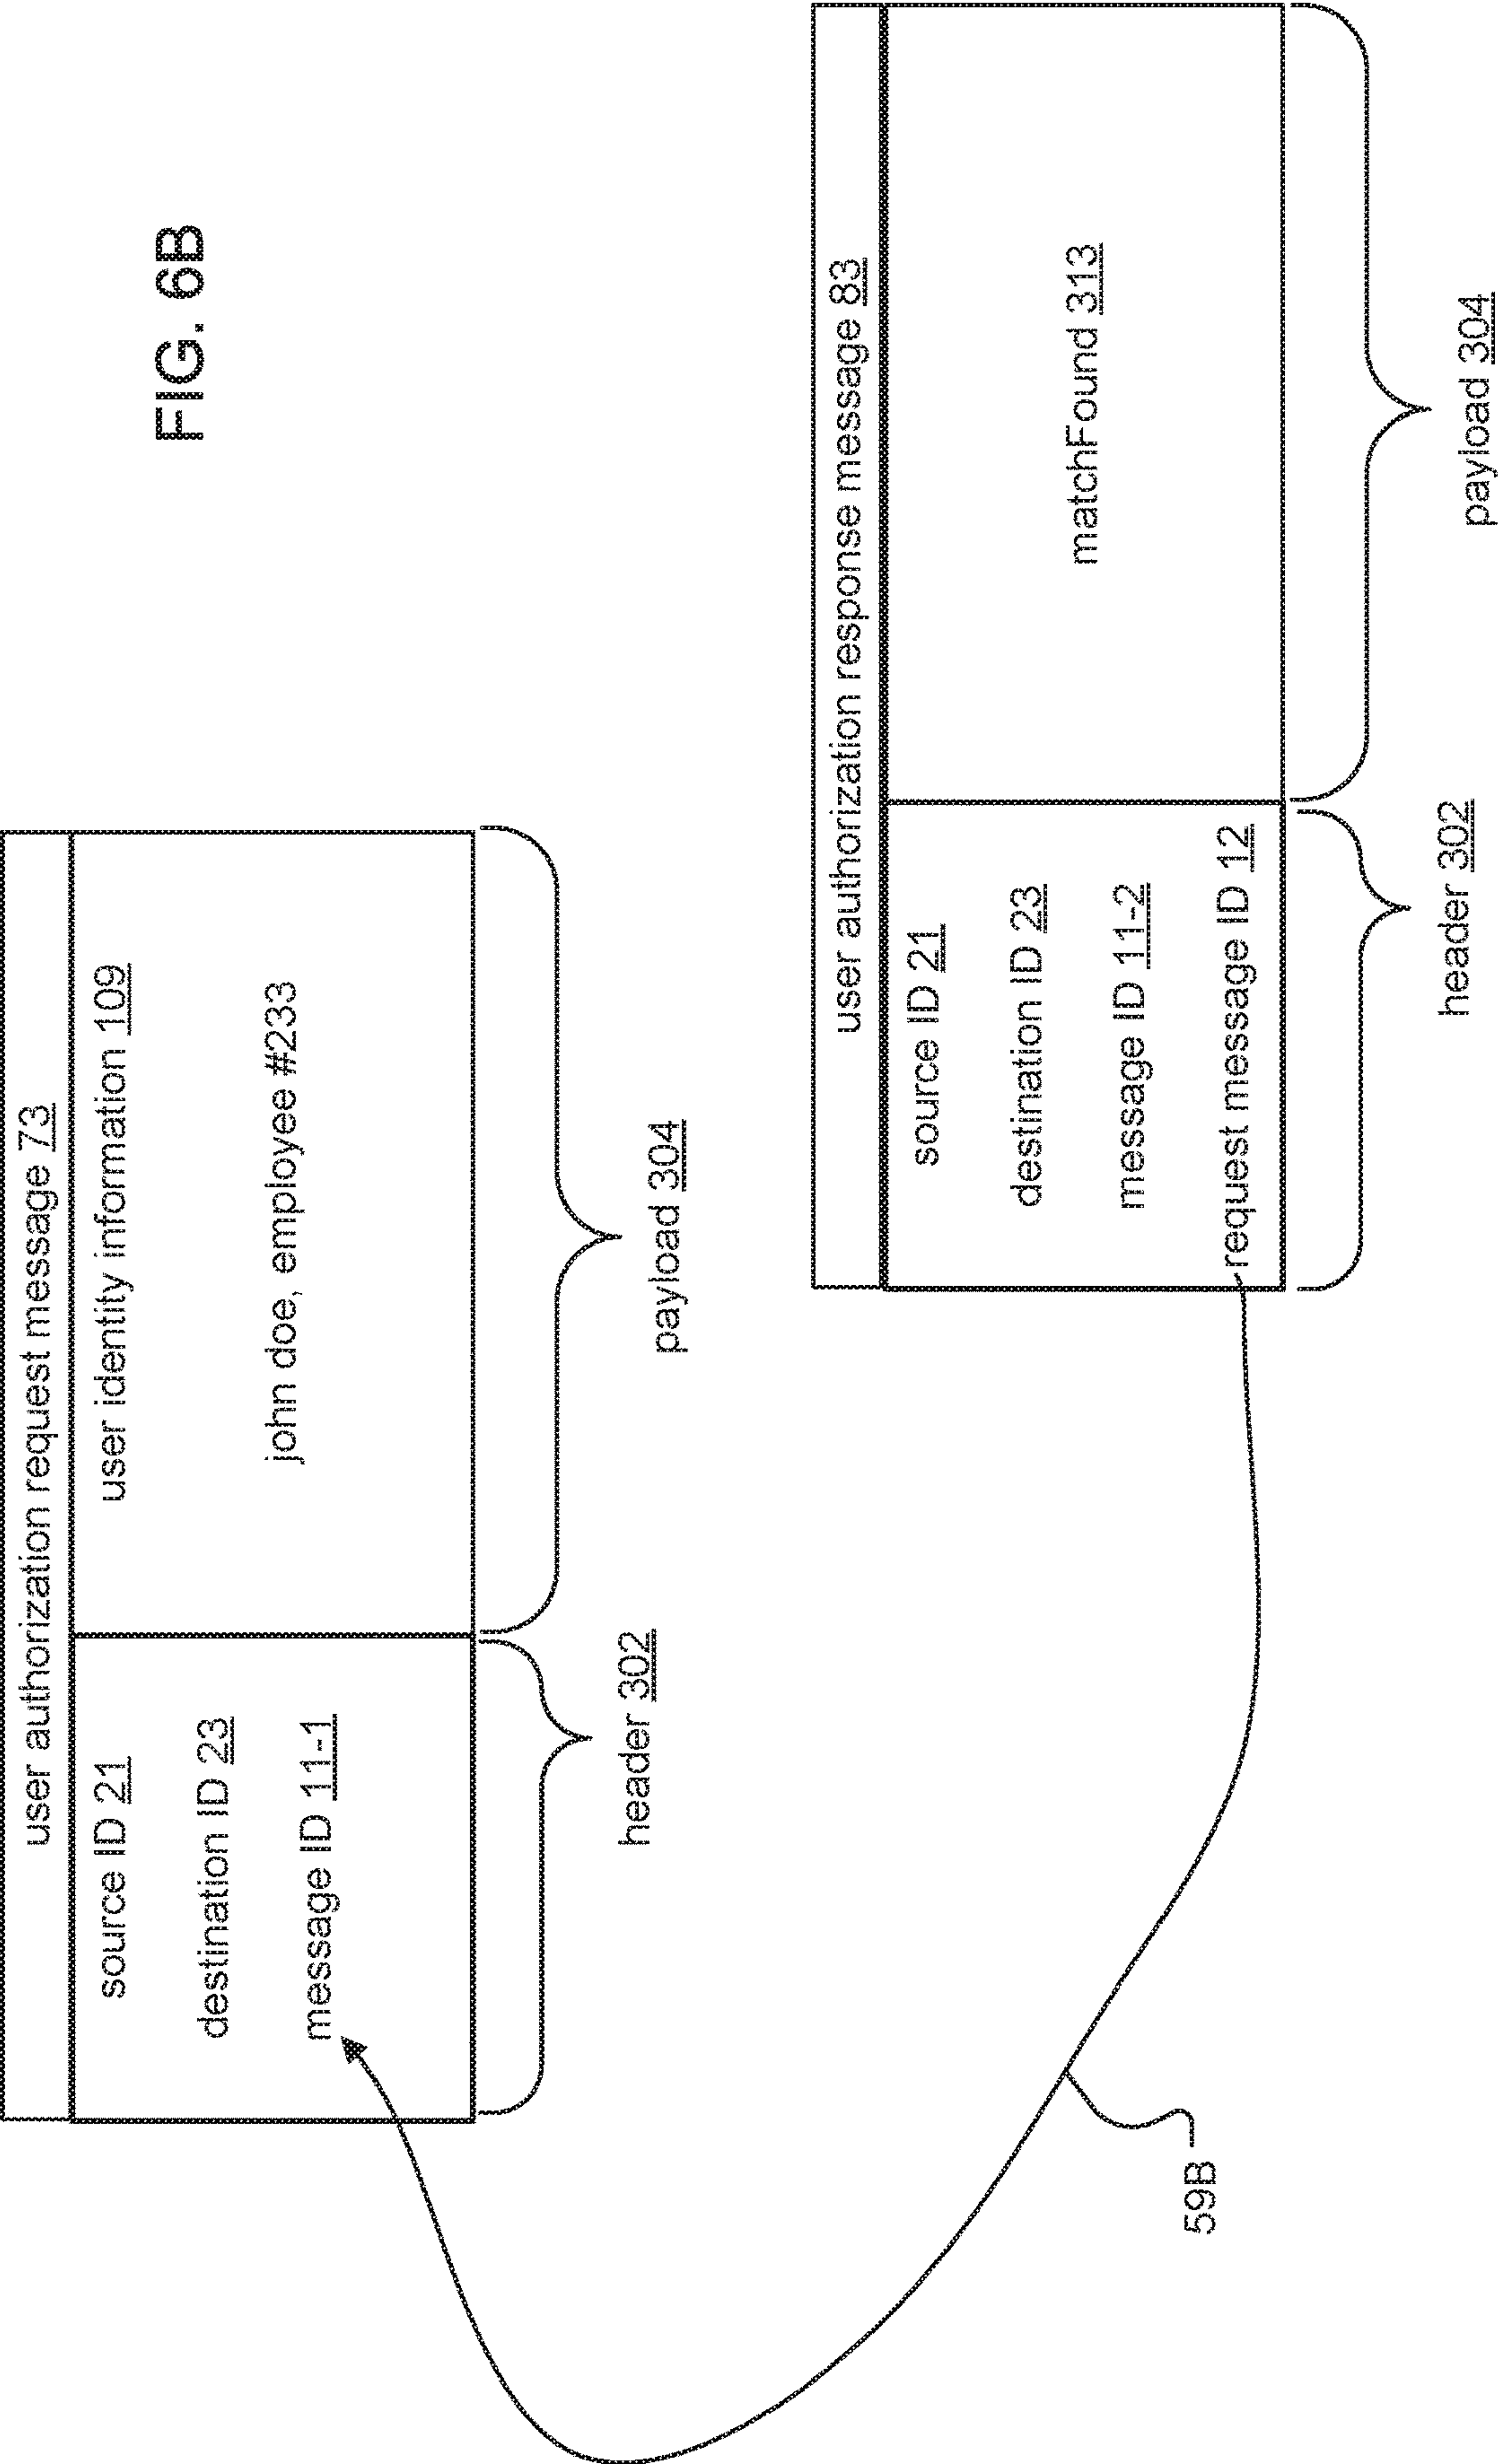 FIG. 6B
user authorization request message 73
source ID 21
destination ID 23
message ID 11-1
user identity information 109
john doe, employee #233
header 302
payload 304
user authorization response message 83
source ID 21
destination ID 23
message ID 11-2
request message ID 12
matchFound 313
header 302
payload 304
59B